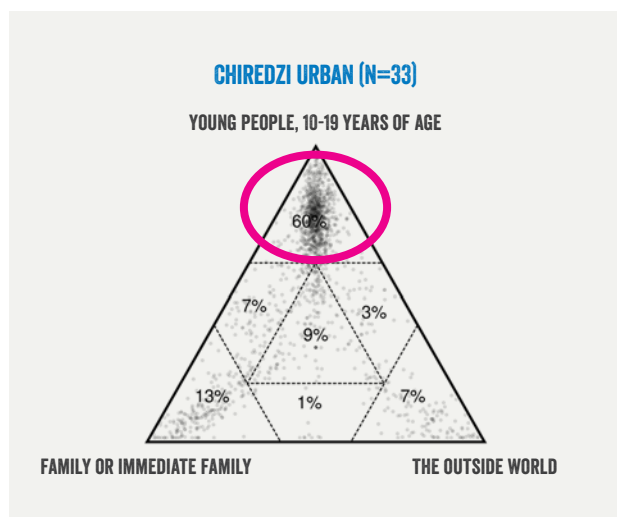 CHIREDZI URBAN (N=33)
YOUNG PEOPLE, 10-19 YEARS OF AGE
60%
7%
3%
9%
13%
1%
7%
FAMILY OR IMMEDIATE FAMILY
THE OUTSIDE WORLD